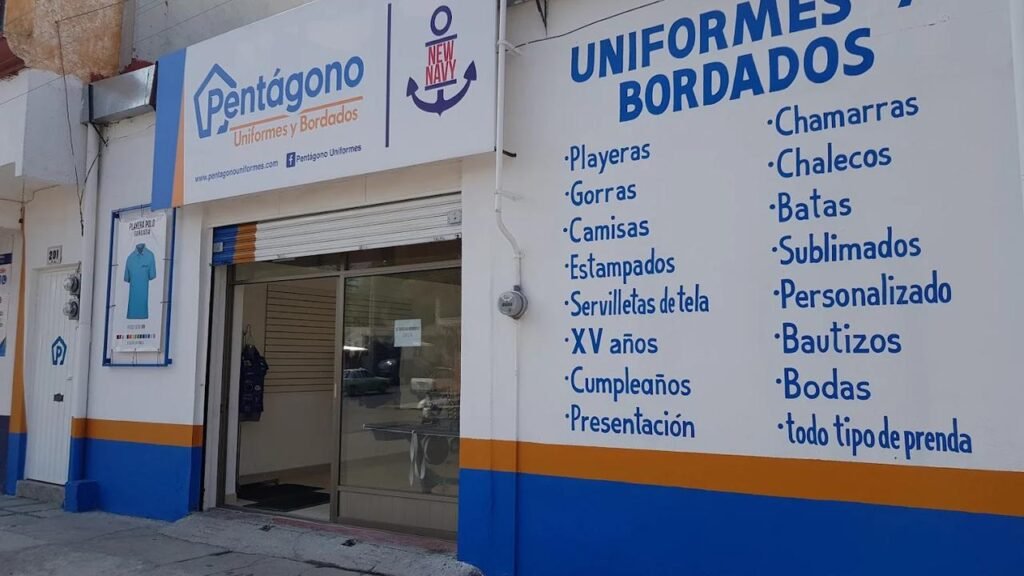 Pentágono
Uniformes y Bordados
www.pentagonouniformes.com
Pentágono Uniformes
NEW
NAVY
201
PLAYERA POLO
UNIFORMES Y
BORDADOS
·Playeras
·Gorras
·Camisas
·Estampados
·Servilletas de tela
·XV años
·Cumpleaños
·Presentación
·Chamarras
·Chalecos
·Batas
·Sublimados
·Personalizado
·Bautizos
·Bodas
·todo tipo de prenda